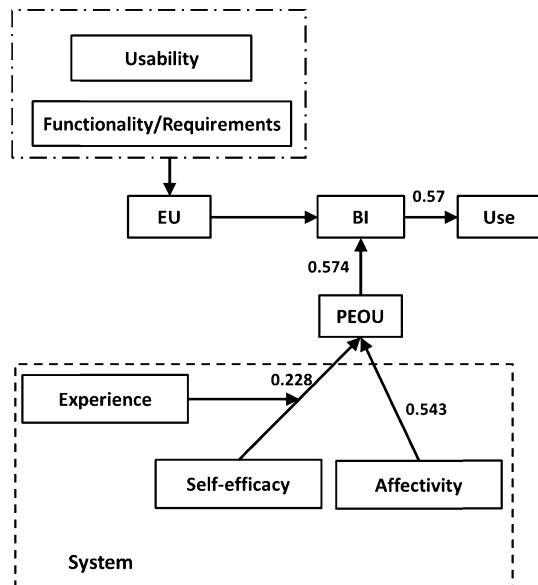 Usability
Functionality/Requirements
EU
BI
0.57
Use
0.574
PEOU
0.228
Experience
0.543
Self-efficacy
Affectivity
System